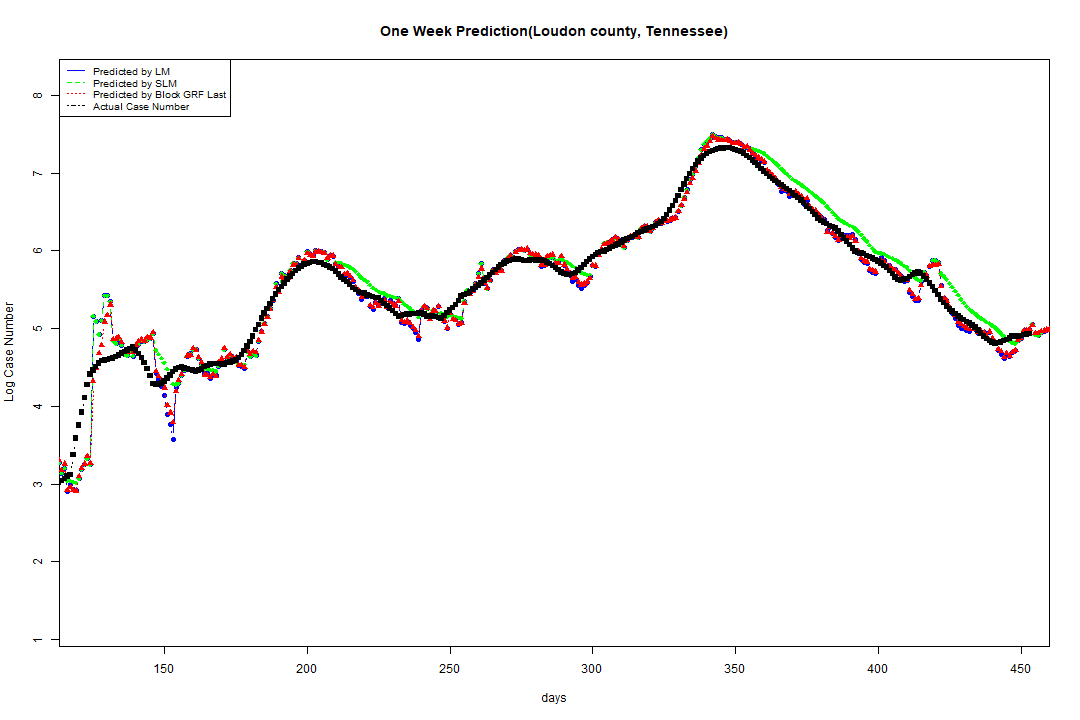 One Week Prediction(Loudon county, Tennessee)
Predicted by LM
Predicted by SLM
Predicted by Block GRF Last
Actual Case Number
8
7
6
5
4
3
2
1
Log Case Number
150 200 250 300 350 400 450
days